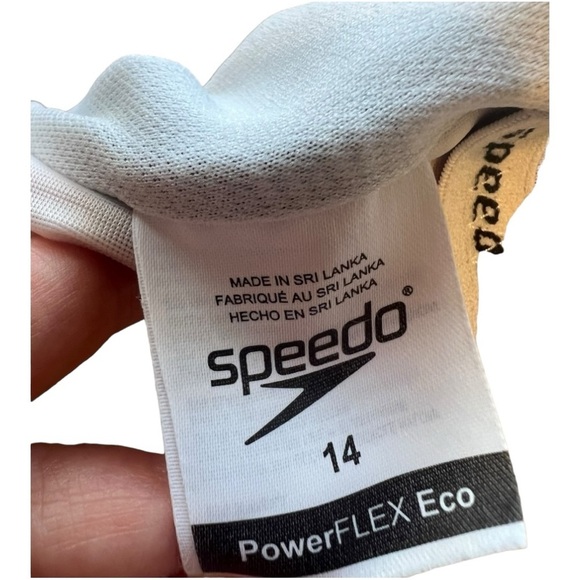 MADE IN SRI LANKA
FABRIQUÉ AU SRI LANKA
HECHO EN SRI LANKA
speedo®
14
PowerFLEX Eco
Speedo